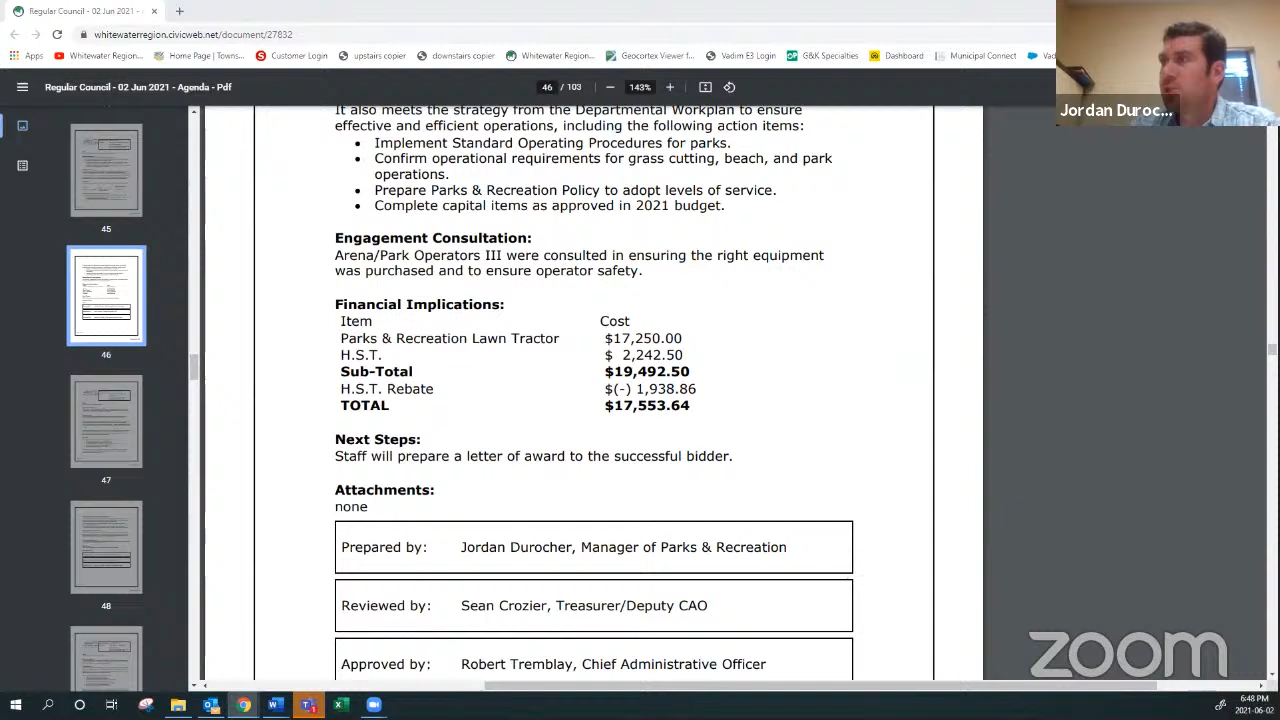 Regular Council - 02 Jun 2021 -
whitewaterregion.civicweb.net/document/27832
Apps
Whitewater Region...
Home Page | Towns...
Customer Login
upstairs copier
downstairs copier
Whitewater Region...
Geocortex Viewer f...
Vadim E3 Login
G&K Specialties
Dashboard
Municipal Connect
Vad
Jordan Duroc...
Regular Council - 02 Jun 2021 - Agenda - Pdf
46 / 103
143%
45
46
47
48
It also meets the strategy from the Departmental Workplan to ensure
effective and efficient operations, including the following action items:
• Implement Standard Operating Procedures for parks.
• Confirm operational requirements for grass cutting, beach, and park
operations.
• Prepare Parks & Recreation Policy to adopt levels of service.
• Complete capital items as approved in 2021 budget.
Engagement Consultation:
Arena/Park Operators III were consulted in ensuring the right equipment
was purchased and to ensure operator safety.
Financial Implications:
Item Cost
Parks & Recreation Lawn Tractor $17,250.00
H.S.T. $ 2,242.50
Sub-Total $19,492.50
H.S.T. Rebate $(-) 1,938.86
TOTAL $17,553.64
Next Steps:
Staff will prepare a letter of award to the successful bidder.
Attachments:
none
Prepared by: Jordan Durocher, Manager of Parks & Recreation
Reviewed by: Sean Crozier, Treasurer/Deputy CAO
Approved by: Robert Tremblay, Chief Administrative Officer
zoom
6:48 PM
2021-06-02